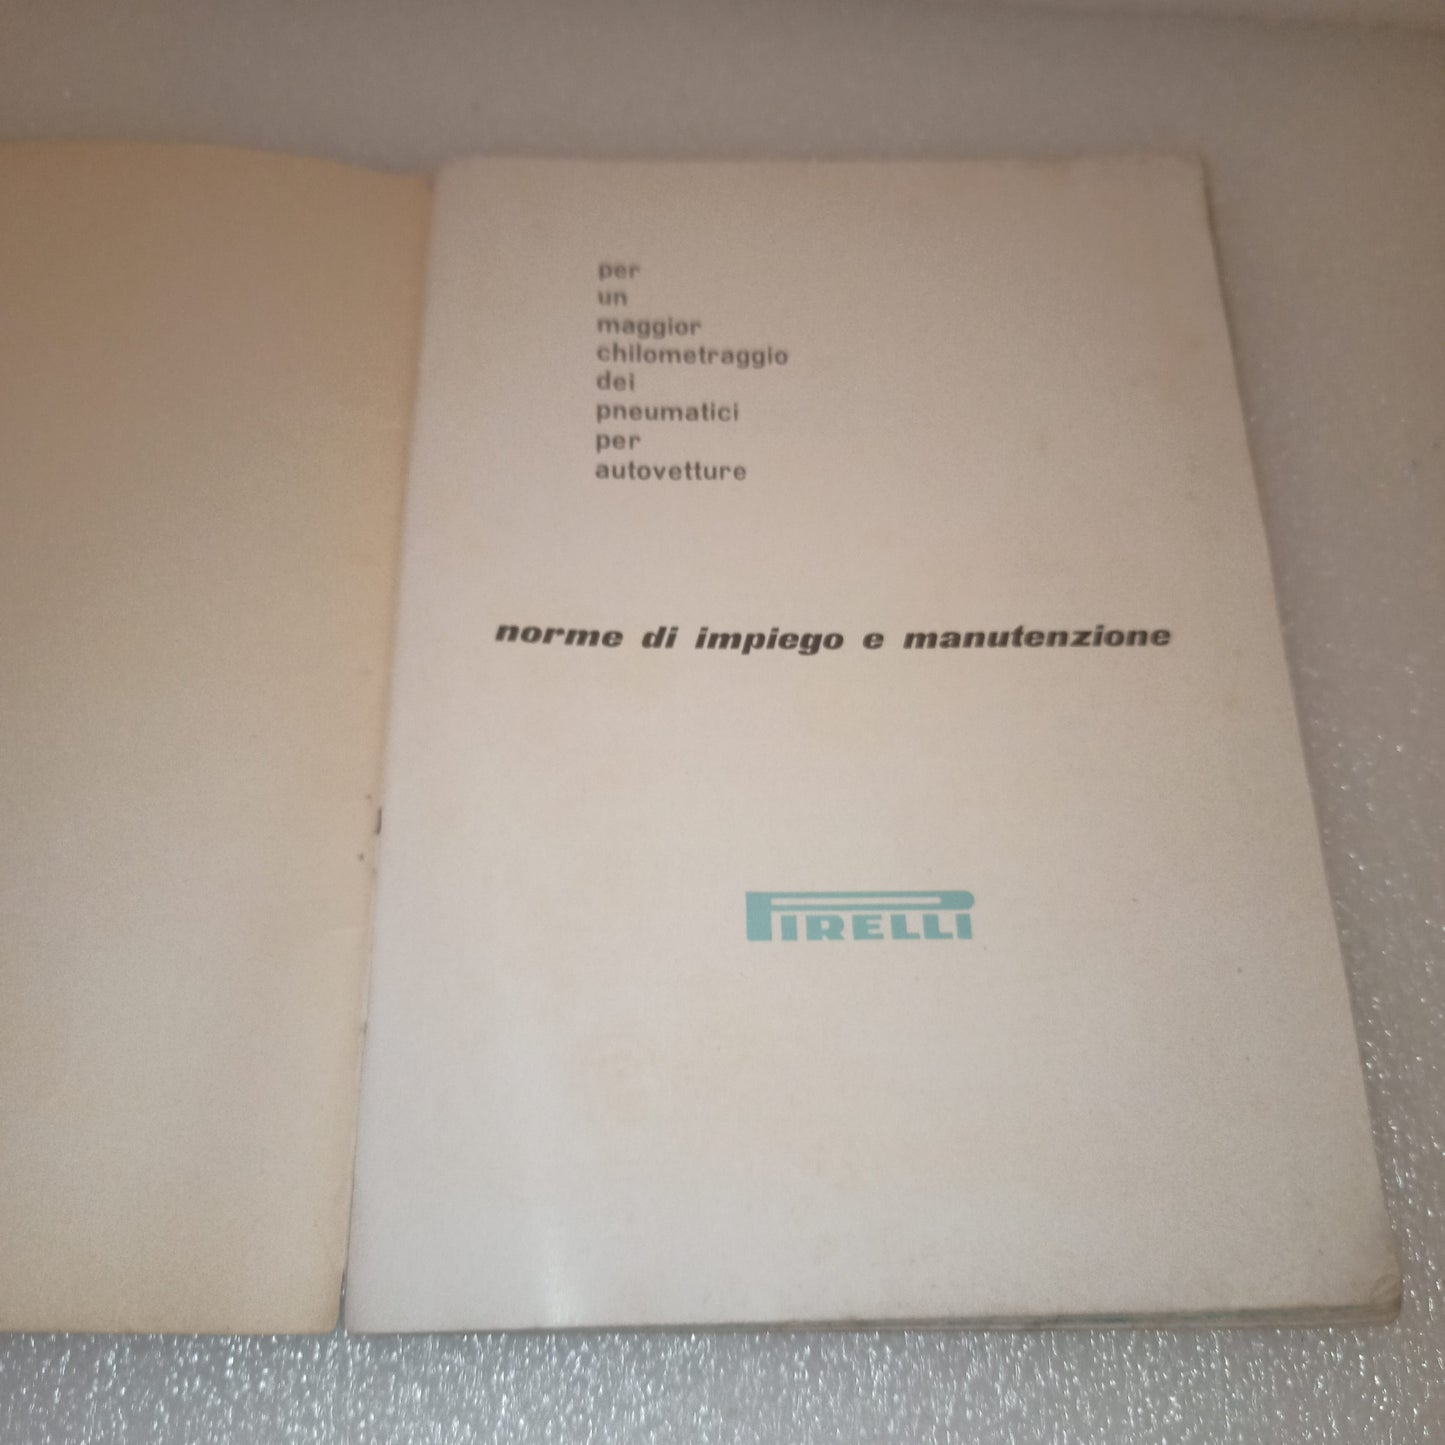 per
un
maggior
chilometraggio
dei
pneumatici
per
autovetture
norme di impiego e manutenzione
PIRELLI